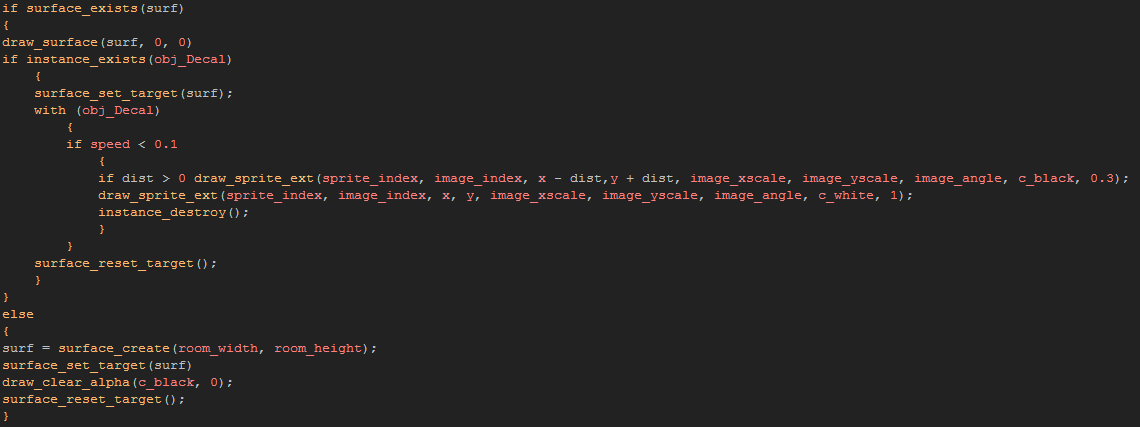 if surface_exists(surf)
{
draw_surface(surf, 0, 0)
if instance_exists(obj_Decal)
    {
    surface_set_target(surf);
    with (obj_Decal)
        {
        if speed < 0.1
            {
            if dist > 0 draw_sprite_ext(sprite_index, image_index, x - dist,y + dist, image_xscale, image_yscale, image_angle, c_black, 0.3);
            draw_sprite_ext(sprite_index, image_index, x, y, image_xscale, image_yscale, image_angle, c_white, 1);
            instance_destroy();
            }
        }
    surface_reset_target();
    }
}
else
{
surf = surface_create(room_width, room_height);
surface_set_target(surf)
draw_clear_alpha(c_black, 0);
surface_reset_target();
}